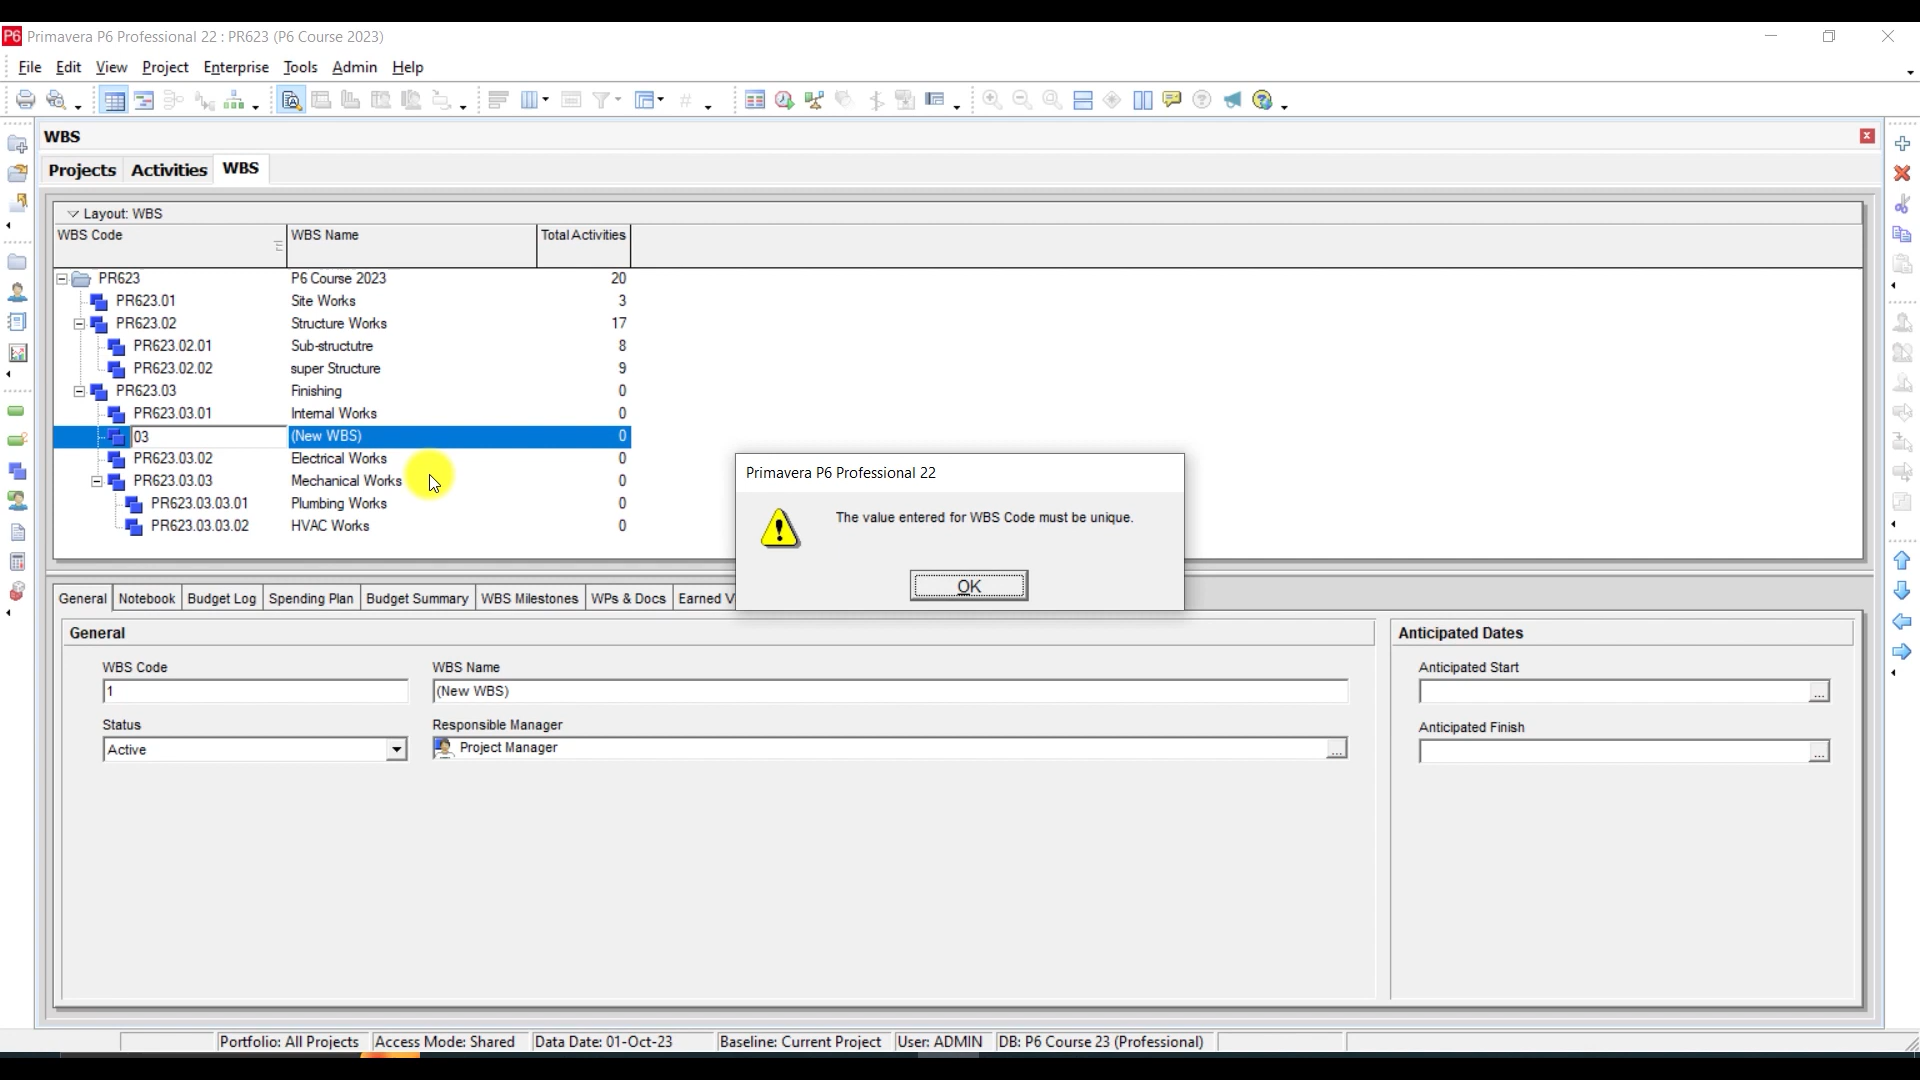 P6 Primavera P6 Professional 22 : PR623 (P6 Course 2023)
File Edit View Project Enterprise Tools Admin Help
WBS
Projects Activities WBS
Layout: WBS
WBS Code WBS Name Total Activities
PR623 P6 Course 2023 20
PR623.01 Site Works 3
PR623.02 Structure Works 17
PR623.02.01 Sub-structutre 8
PR623.02.02 super Structure 9
PR623.03 Finishing 0
PR623.03.01 Internal Works 0
03 (New WBS) 0
PR623.03.02 Electrical Works 0
PR623.03.03 Mechanical Works 0
PR623.03.03.01 Plumbing Works 0
PR623.03.03.02 HVAC Works 0
Primavera P6 Professional 22
The value entered for WBS Code must be unique.
OK
General Notebook Budget Log Spending Plan Budget Summary WBS Milestones WPs & Docs Earned V
General
WBS Code WBS Name
1 (New WBS)
Status Responsible Manager
Active Project Manager ...
Anticipated Dates
Anticipated Start
...
Anticipated Finish
...
Portfolio: All Projects Access Mode: Shared Data Date: 01-Oct-23 Baseline: Current Project User: ADMIN DB: P6 Course 23 (Professional)